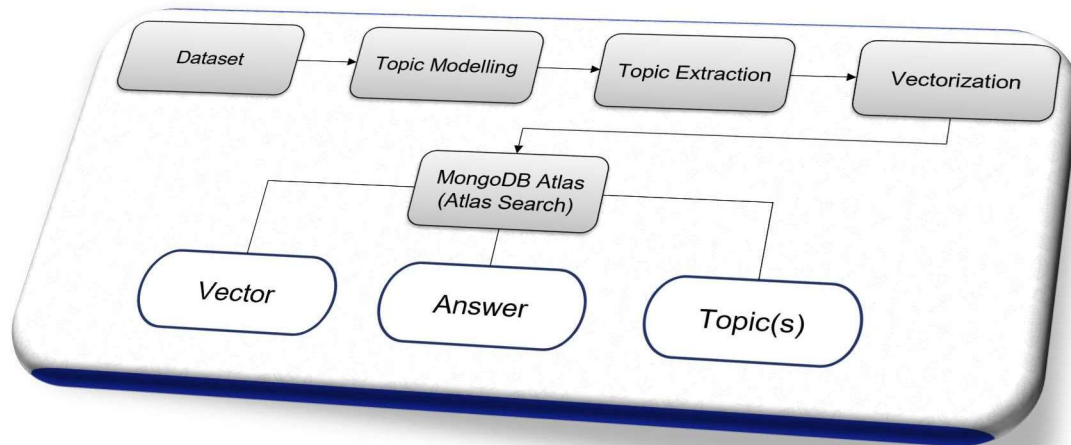 Dataset
Topic Modelling
Topic Extraction
Vectorization
MongoDB Atlas
(Atlas Search)
Vector
Answer
Topic(s)